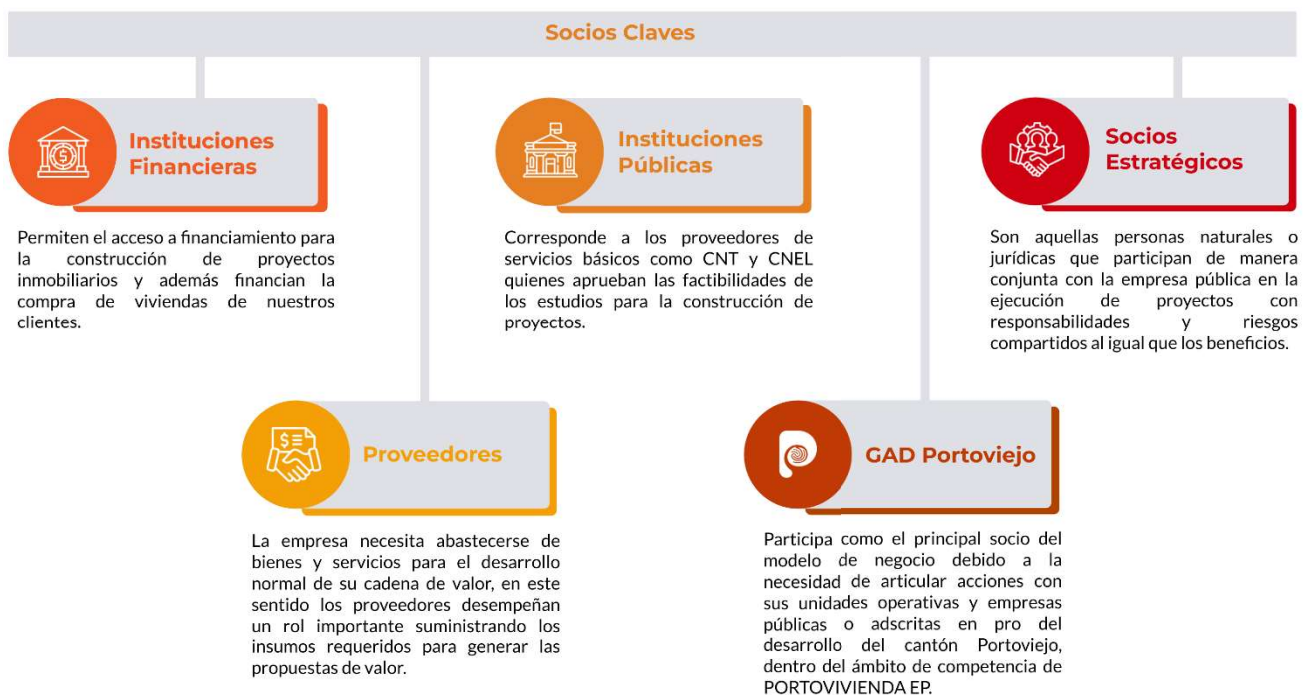 Socios Claves
Instituciones
Financieras
Permiten el acceso a financiamiento para
la construcción de proyectos
inmobiliarios y además financian la
compra de viviendas de nuestros
clientes.
Instituciones
Públicas
Corresponde a los proveedores de
servicios básicos como CNT y CNEL
quienes aprueban las factibilidades de
los estudios para la construcción de
proyectos.
Socios
Estratégicos
Son aquellas personas naturales o
jurídicas que participan de manera
conjunta con la empresa pública en la
ejecución de proyectos con
responsabilidades y riesgos
compartidos al igual que los beneficios.
Proveedores
La empresa necesita abastecerse de
bienes y servicios para el desarrollo
normal de su cadena de valor, en este
sentido los proveedores desempeñan
un rol importante suministrando los
insumos requeridos para generar las
propuestas de valor.
GAD Portoviejo
Participa como el principal socio del
modelo de negocio debido a la
necesidad de articular acciones con
sus unidades operativas y empresas
públicas o adscritas en pro del
desarrollo del cantón Portoviejo,
dentro del ámbito de competencia de
PORTOVIVIENDA EP.